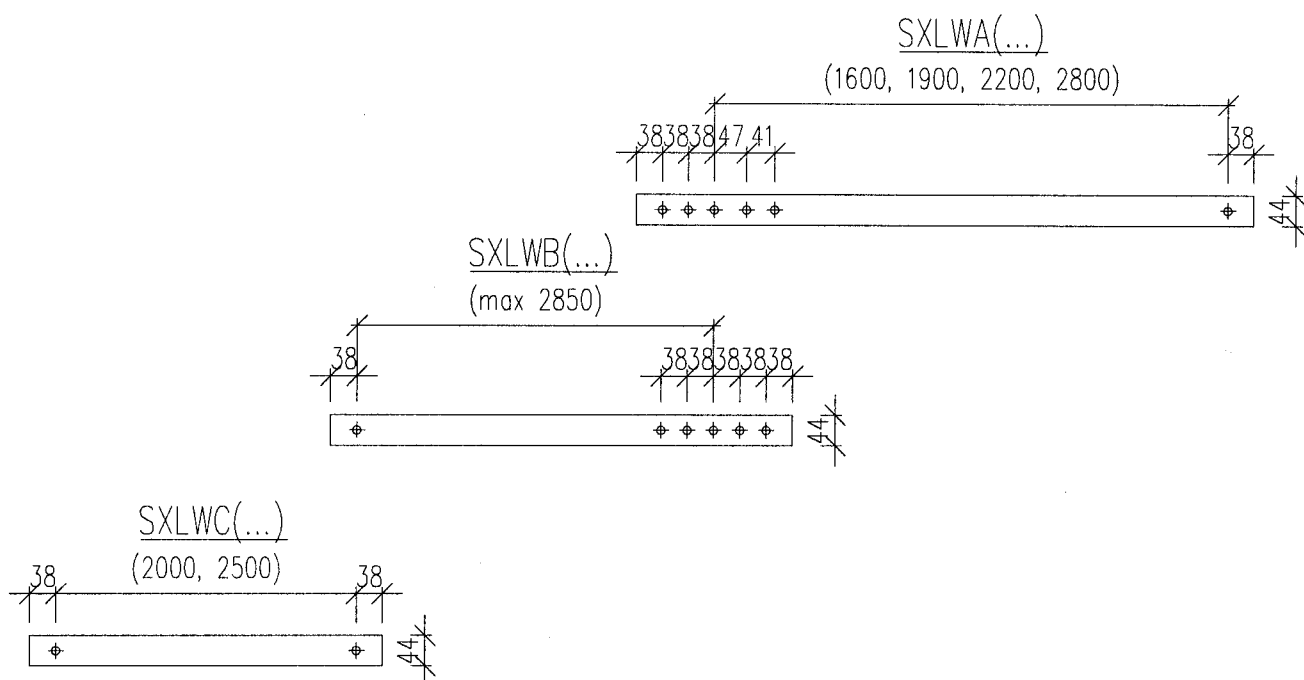 SXLWA(...)
(1600, 1900, 2200, 2800)
38 38 38 47 41
38
44
SXLWB(...)
(max 2850)
38
38 38 38 38 38
44
SXLWC(...)
(2000, 2500)
38
38
44